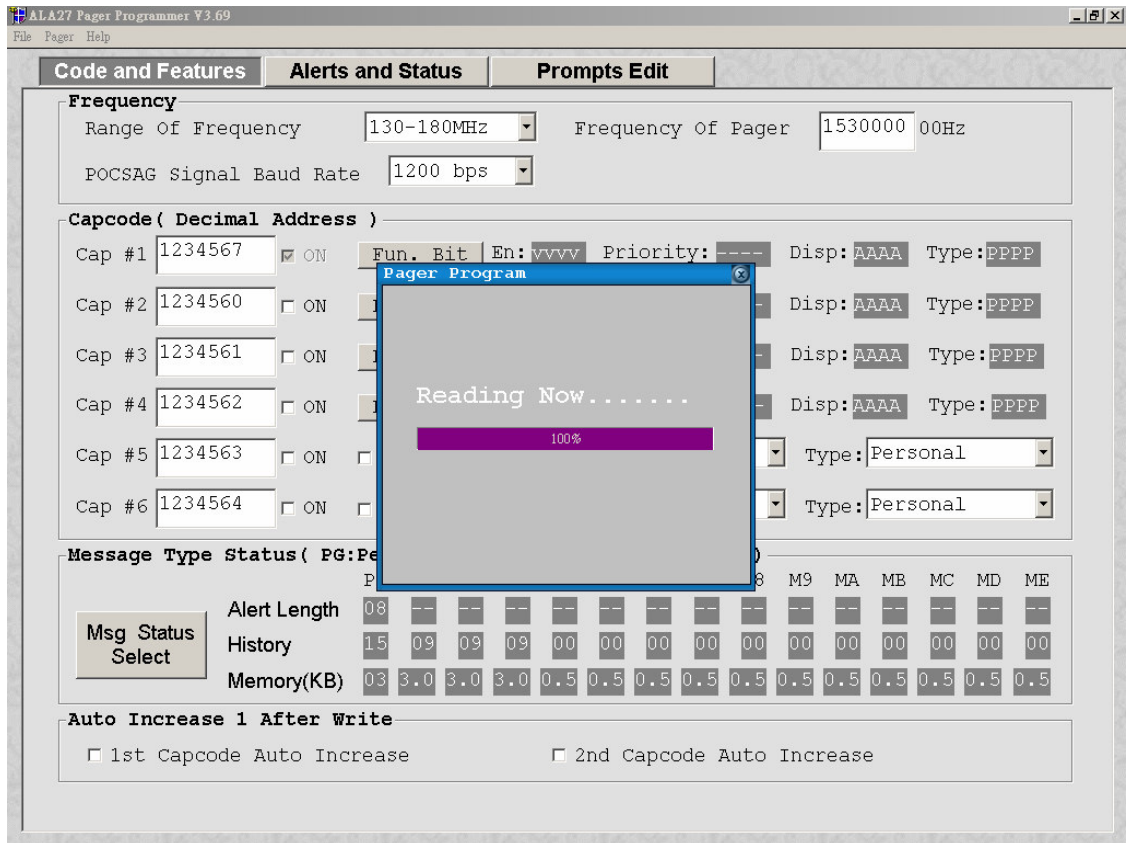 ALA27 Pager Programmer V3.69
File Pager Help
Code and Features Alerts and Status Prompts Edit
Frequency
Range Of Frequency 130-180MHz Frequency Of Pager 1530000 00Hz
POCSAG Signal Baud Rate 1200 bps
Capcode( Decimal Address )
Cap #1 1234567 ON Fun. Bit En: vvvv Priority: ---- Disp: AAAA Type: PPPP
Pager Program
Cap #2 1234560 ON Disp: AAAA Type: PPPP
Cap #3 1234561 ON Disp: AAAA Type: PPPP
Reading Now.......
Cap #4 1234562 ON Disp: AAAA Type: PPPP
100%
Cap #5 1234563 ON Type: Personal
Cap #6 1234564 ON Type: Personal
Message Type Status( PG:Pe )
P 8 M9 MA MB MC MD ME
Alert Length 08 -- -- -- -- -- -- -- -- -- -- -- -- -- --
Msg Status Select
History 15 09 09 09 00 00 00 00 00 00 00 00 00 00 00
Memory(KB) 03 3.0 3.0 3.0 0.5 0.5 0.5 0.5 0.5 0.5 0.5 0.5 0.5 0.5 0.5
Auto Increase 1 After Write
1st Capcode Auto Increase 2nd Capcode Auto Increase